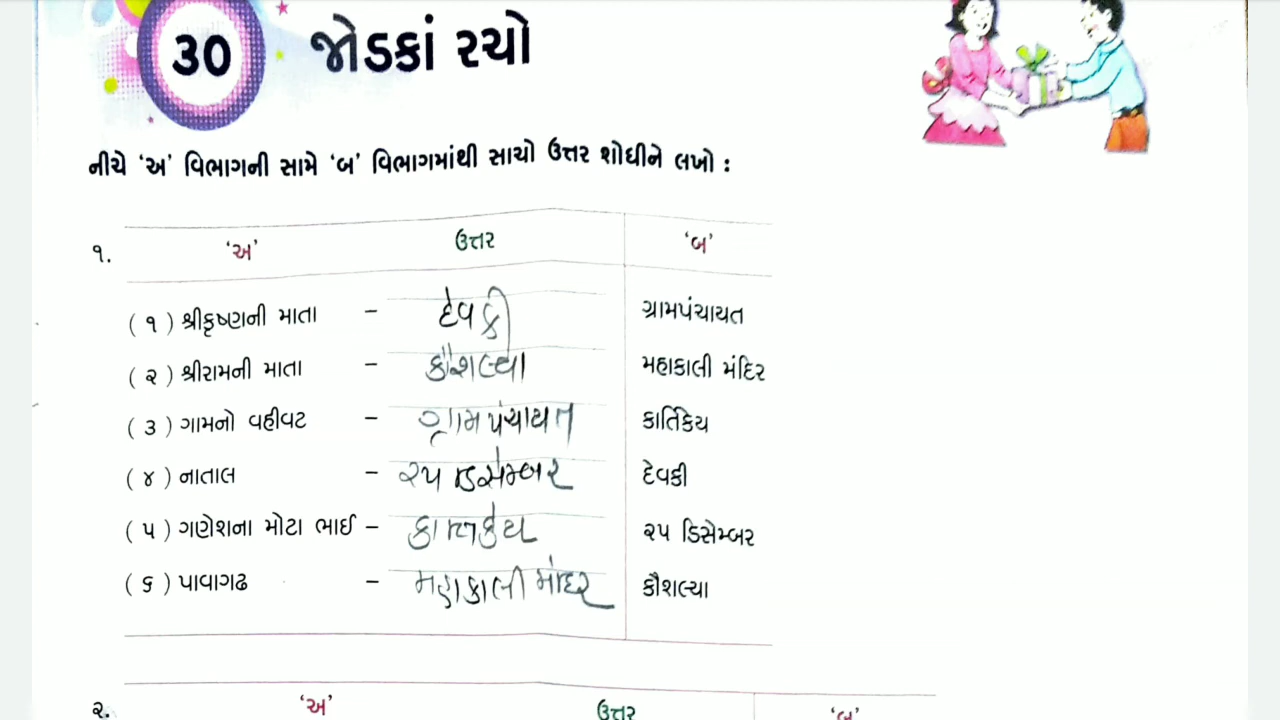 ૩૦ જોડકાં રચો
નીચે ‘અ’ વિભાગની સામે ‘બ’ વિભાગમાંથી સાચો ઉત્તર શોધીને લખો :
૧. ‘અ’ ઉત્તર ‘બ’
(૧) શ્રીકૃષ્ણની માતા - દેવકી ગ્રામપંચાયત
(૨) શ્રીરામની માતા - કૌશલ્યા મહાકાલી મંદિર
(૩) ગામનો વહીવટ - ગ્રામપંચાયત કાર્તિકેય
(૪) નાતાલ - ૨૫ ડિસેમ્બર દેવકી
(૫) ગણેશના મોટા ભાઈ - કાર્તિકેય ૨૫ ડિસેમ્બર
(૬) પાવાગઢ - મહાકાલી મંદિર કૌશલ્યા
૨. ‘અ’ ઉત્તર ‘બ’